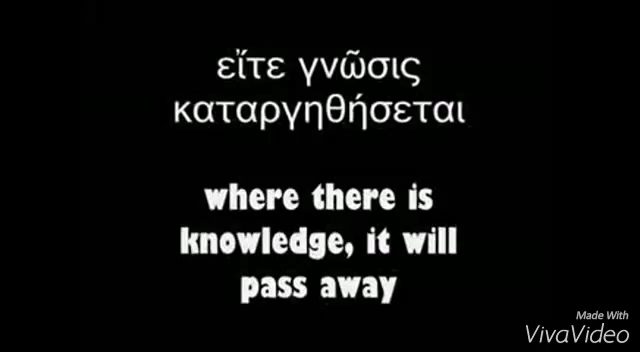 εἴτε γνῶσις
καταργηθήσεται
where there is
knowledge, it will
pass away
Made With
VivaVideo